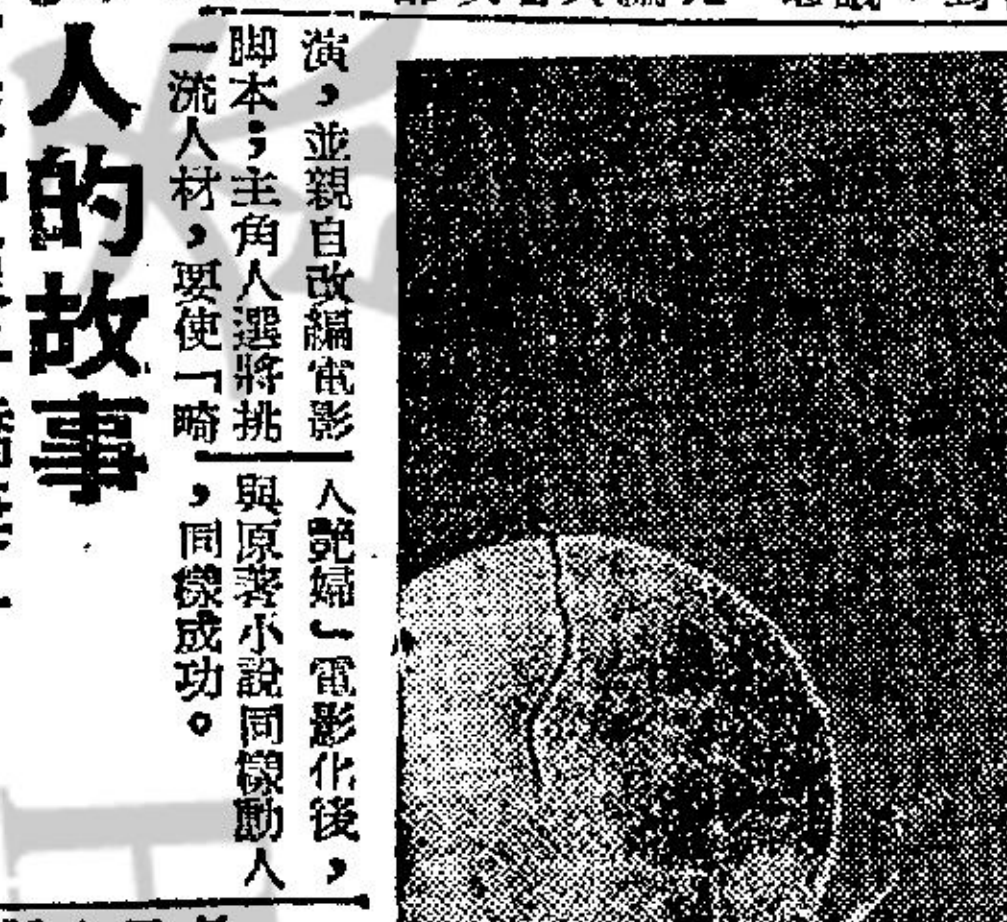 演，並親自改編電影
脚本；主角人選將挑
一流人材，要使「畸
人艷婦」電影化後，
與原著小說同樣動人
，同樣成功。
人的故事